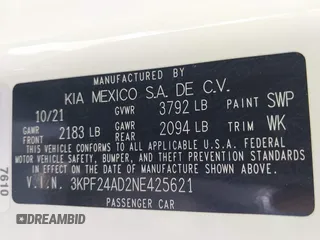 MANUFACTURED BY
KIA MEXICO S.A. DE C.V.
10/21 GVWR 3792 LB PAINT SWP
GAWR FRONT 2183 LB GAWR REAR 2094 LB TRIM WK
THIS VEHICLE CONFORMS TO ALL APPLICABLE U.S.A. FEDERAL
MOTOR VEHICLE SAFETY, BUMPER, AND THEFT PREVENTION
STANDARDS IN EFFECT ON THE DATE OF MANUFACTURE
SHOWN ABOVE.
V.I.N. 3KPF24AD2NE425621
PASSENGER CAR
7610
DREAMBID